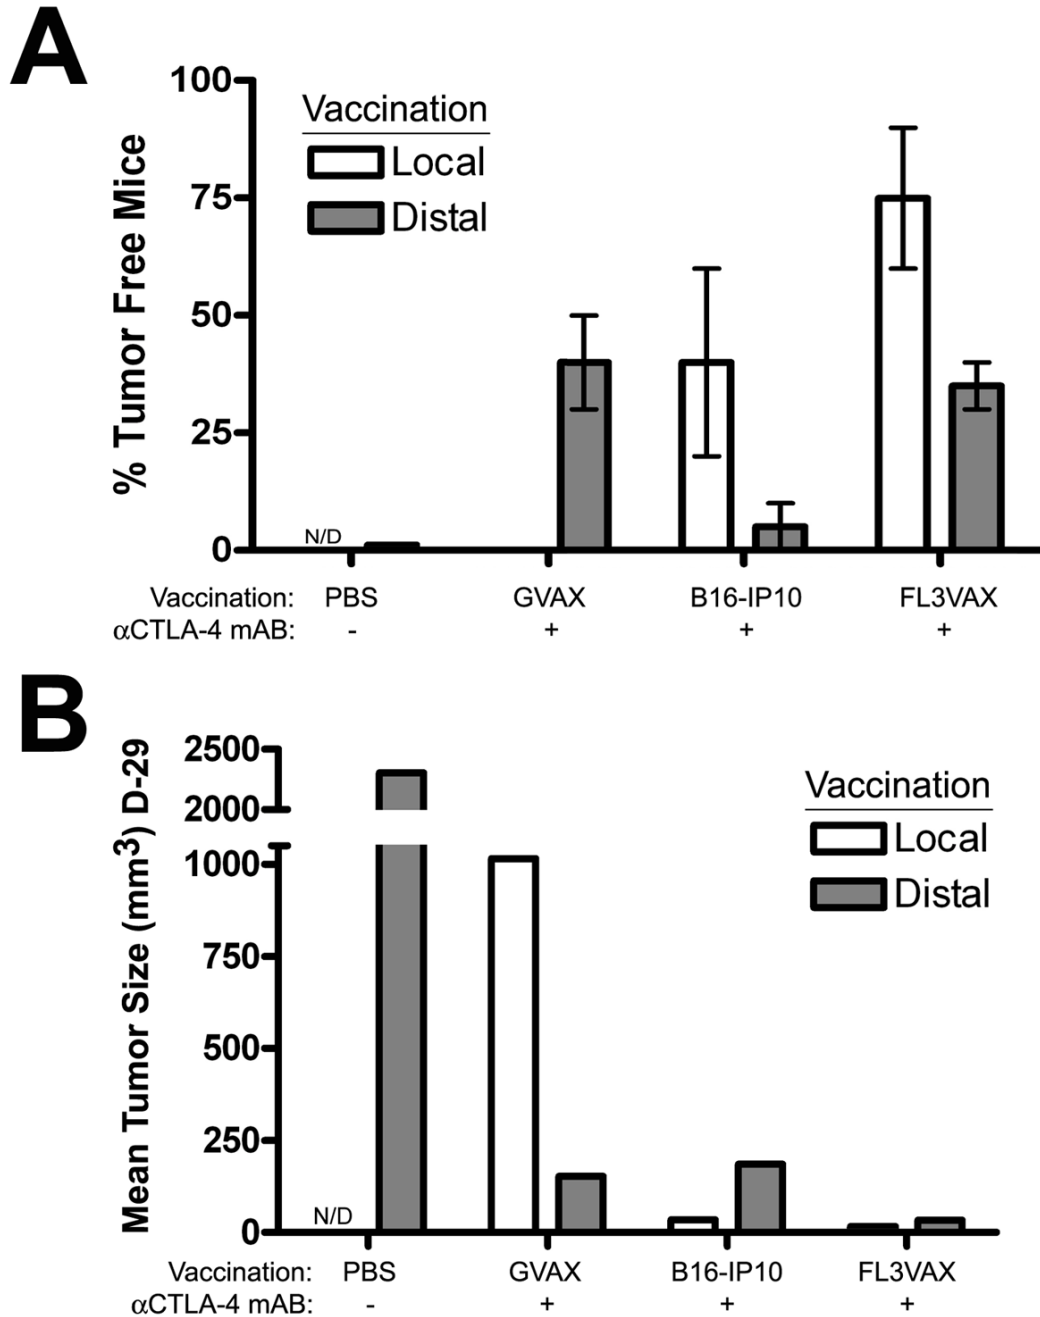 A
100
75
50
25
0
% Tumor Free Mice
Vaccination
Local
Distal
N/D
Vaccination: PBS GVAX B16-IP10 FL3VAX
αCTLA-4 mAB: - + + +
B
2500
2000
1000
750
500
250
0
Mean Tumor Size (mm³) D-29
Vaccination
Local
Distal
N/D
Vaccination: PBS GVAX B16-IP10 FL3VAX
αCTLA-4 mAB: - + + +